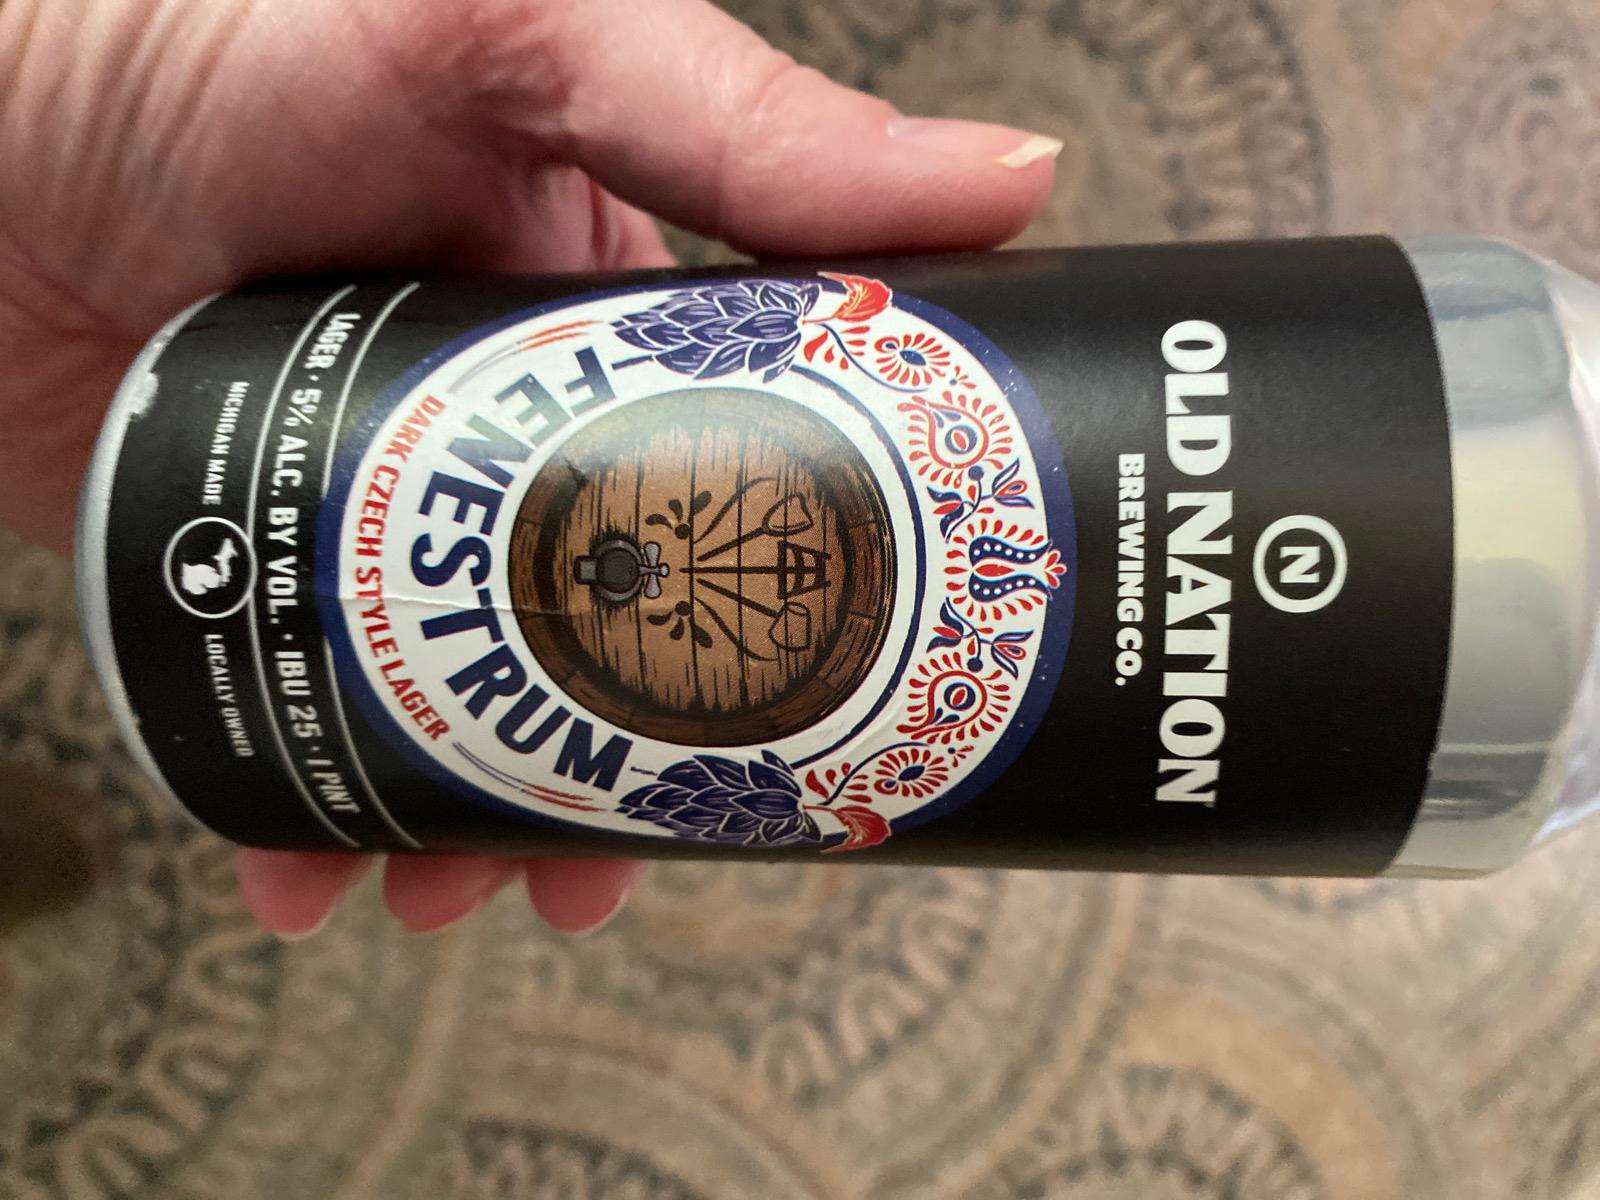 N
OLD NATION
BREWING CO.
FENESTRUM
DARK CZECH STYLE LAGER
LAGER · 5% ALC. BY VOL. · IBU 25 · 1 PINT
MICHIGAN MADE LOCALLY OWNED